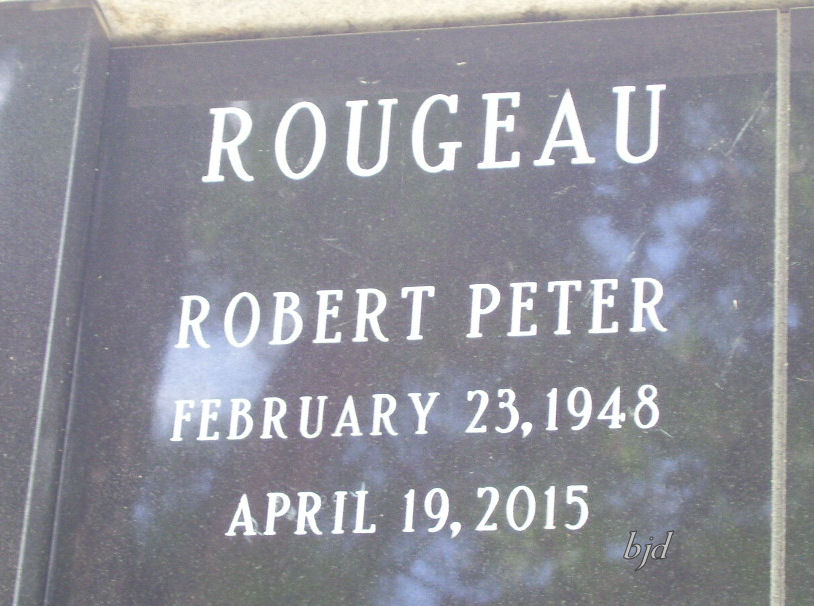 ROUGEAU
ROBERT PETER
FEBRUARY 23, 1948
APRIL 19, 2015
bjd